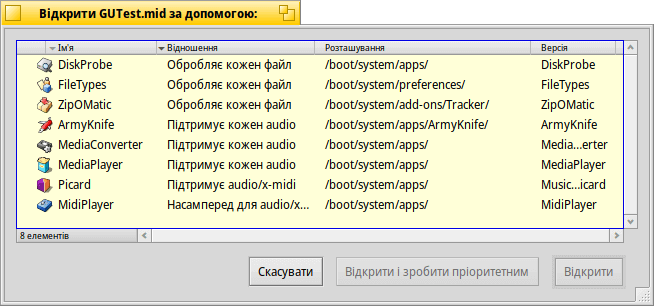 Відкрити GUTest.mid за допомогою:
Ім'я Відношення Розташування Версія
DiskProbe Обробляє кожен файл /boot/system/apps/ DiskProbe
FileTypes Обробляє кожен файл /boot/system/preferences/ FileTypes
ZipOMatic Обробляє кожен файл /boot/system/add-ons/Tracker/ ZipOMatic
ArmyKnife Підтримує кожен audio /boot/system/apps/ArmyKnife/ ArmyKnife
MediaConverter Підтримує кожен audio /boot/system/apps/ Media...erter
MediaPlayer Підтримує кожен audio /boot/system/apps/ MediaPlayer
Picard Підтримує audio/x-midi /boot/system/apps/ Music...icard
MidiPlayer Насамперед для audio/x... /boot/system/apps/ MidiPlayer
8 елементів
Скасувати Відкрити і зробити пріоритетним Відкрити